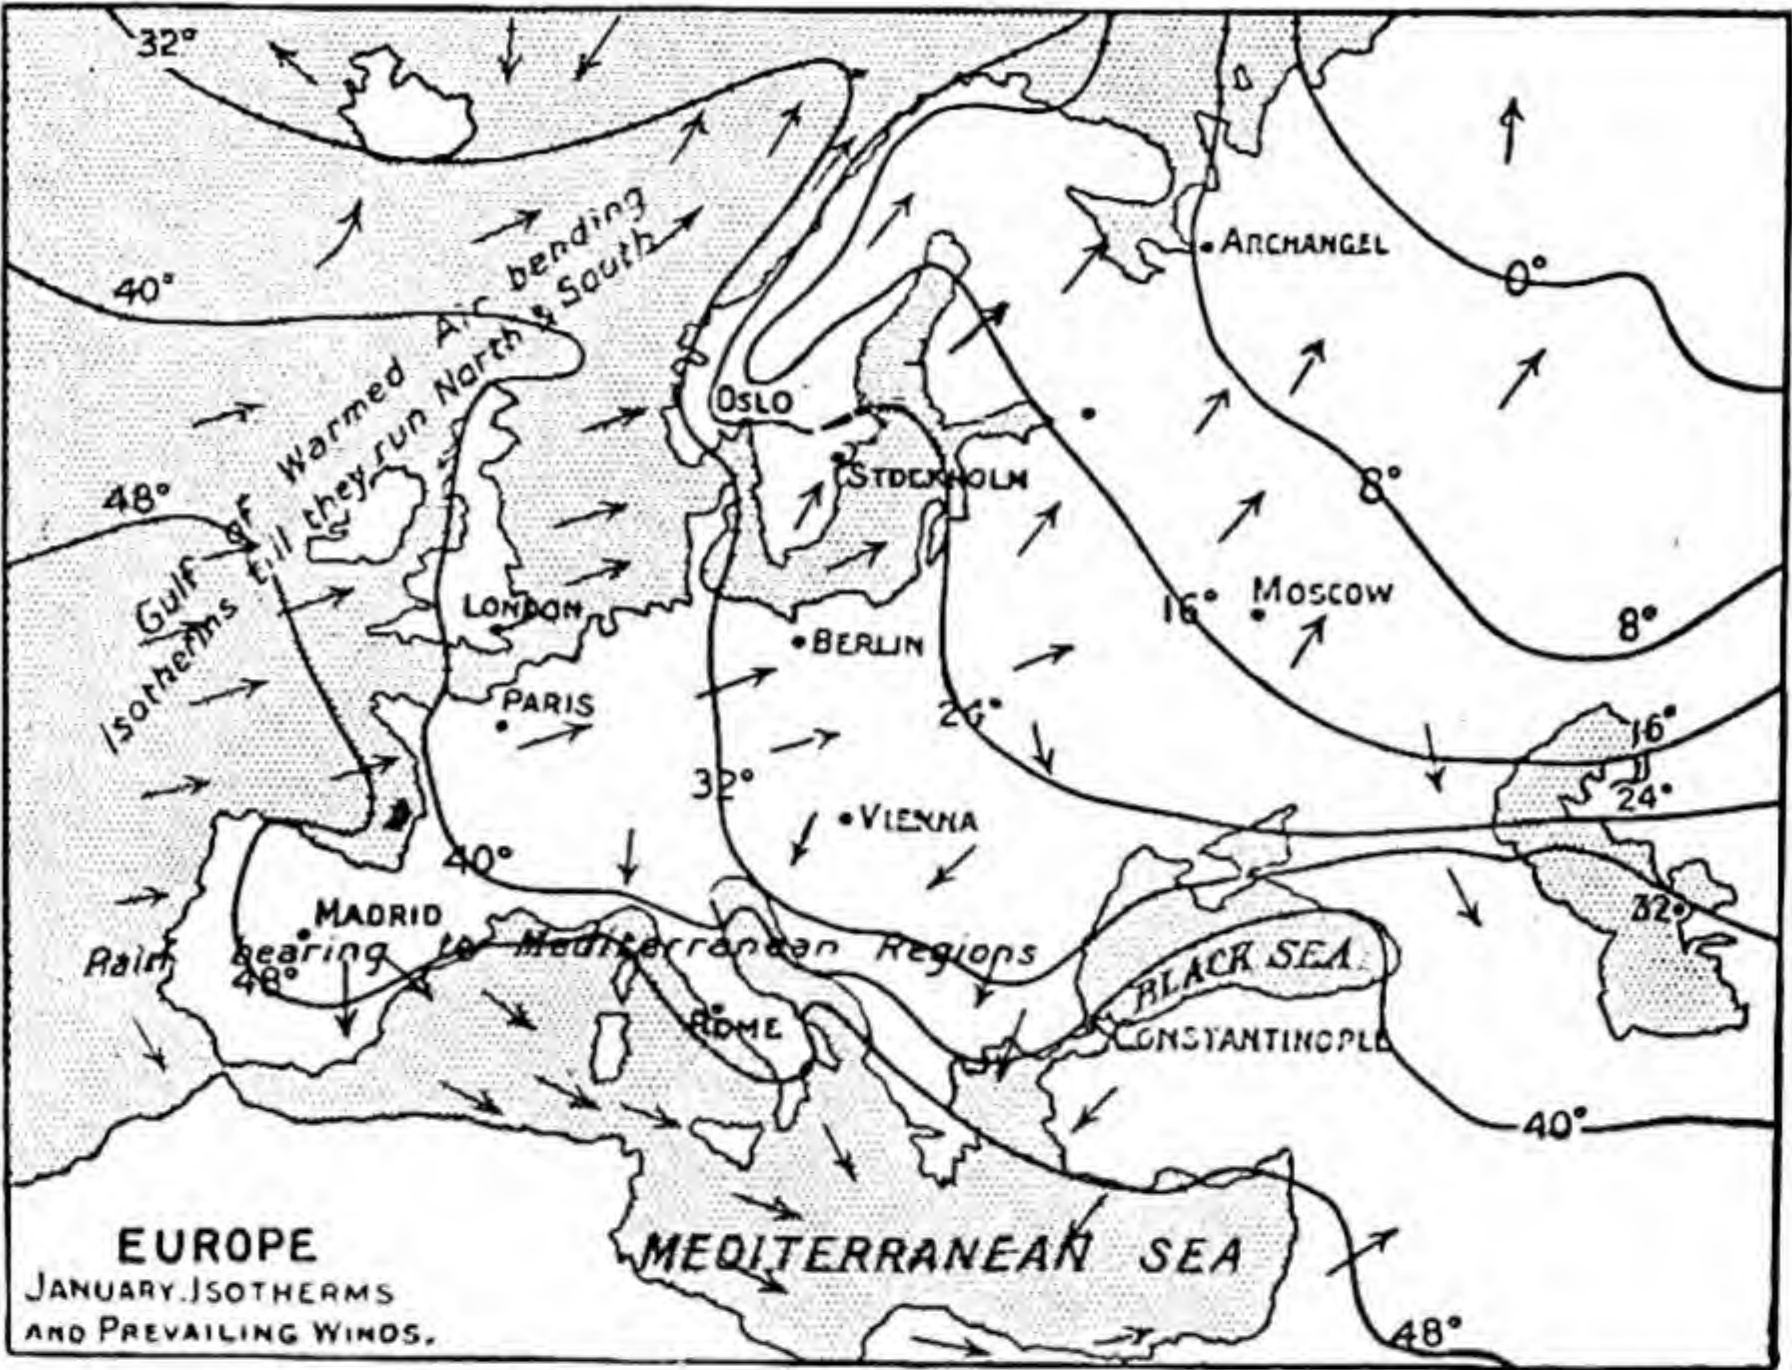 32°
40°
Gulf of Warmed Air bending
Isotherms till they run North & South
48°
ARCHANGEL
0°
OSLO
STOCKHOLM
8°
LONDON
BERLIN
16°
MOSCOW
8°
PARIS
24°
16°
32°
24°
VIENNA
40°
MADRID
32°
Rain bearing to Mediterranean Regions
48°
BLACK SEA
ROME
CONSTANTINOPLE
40°
EUROPE
JANUARY. ISOTHERMS
AND PREVAILING WINDS.
MEDITERRANEAN SEA
48°